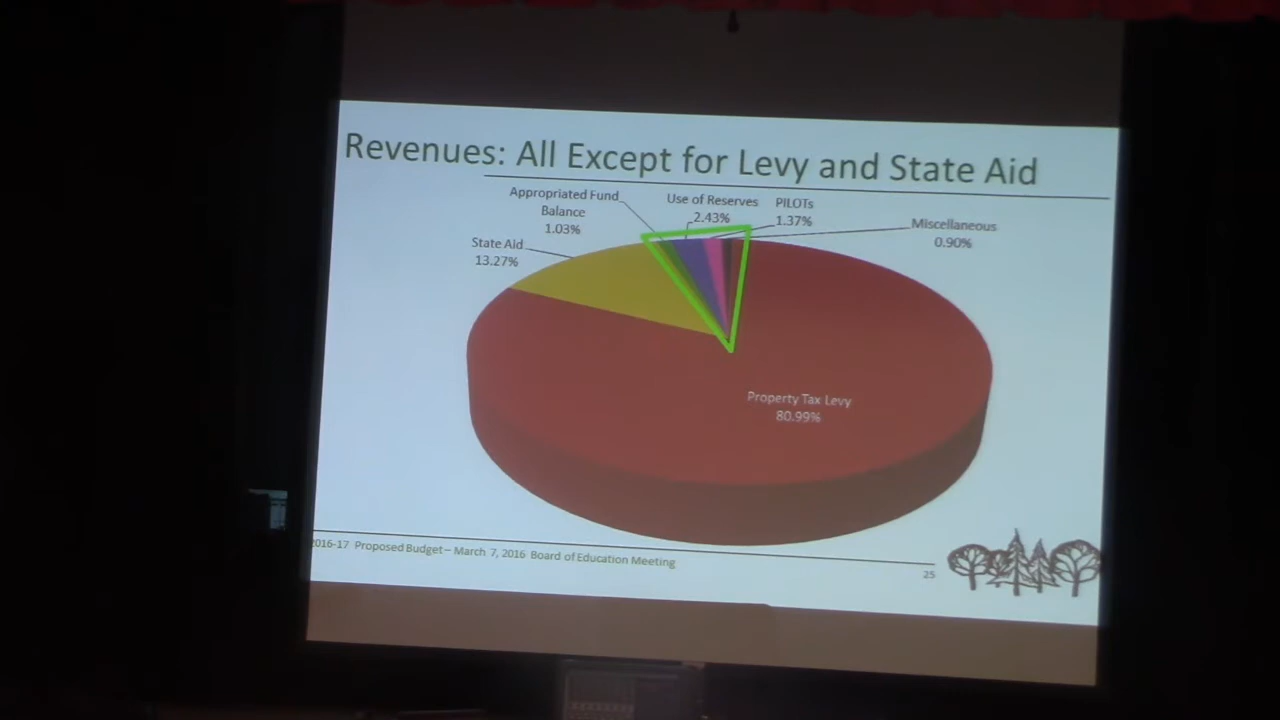 Revenues: All Except for Levy and State Aid
Appropriated Fund
Balance
1.03%
Use of Reserves
2.43%
PILOTs
1.37%
Miscellaneous
0.90%
State Aid
13.27%
Property Tax Levy
80.99%
2016-17 Proposed Budget – March 7, 2016 Board of Education Meeting
25